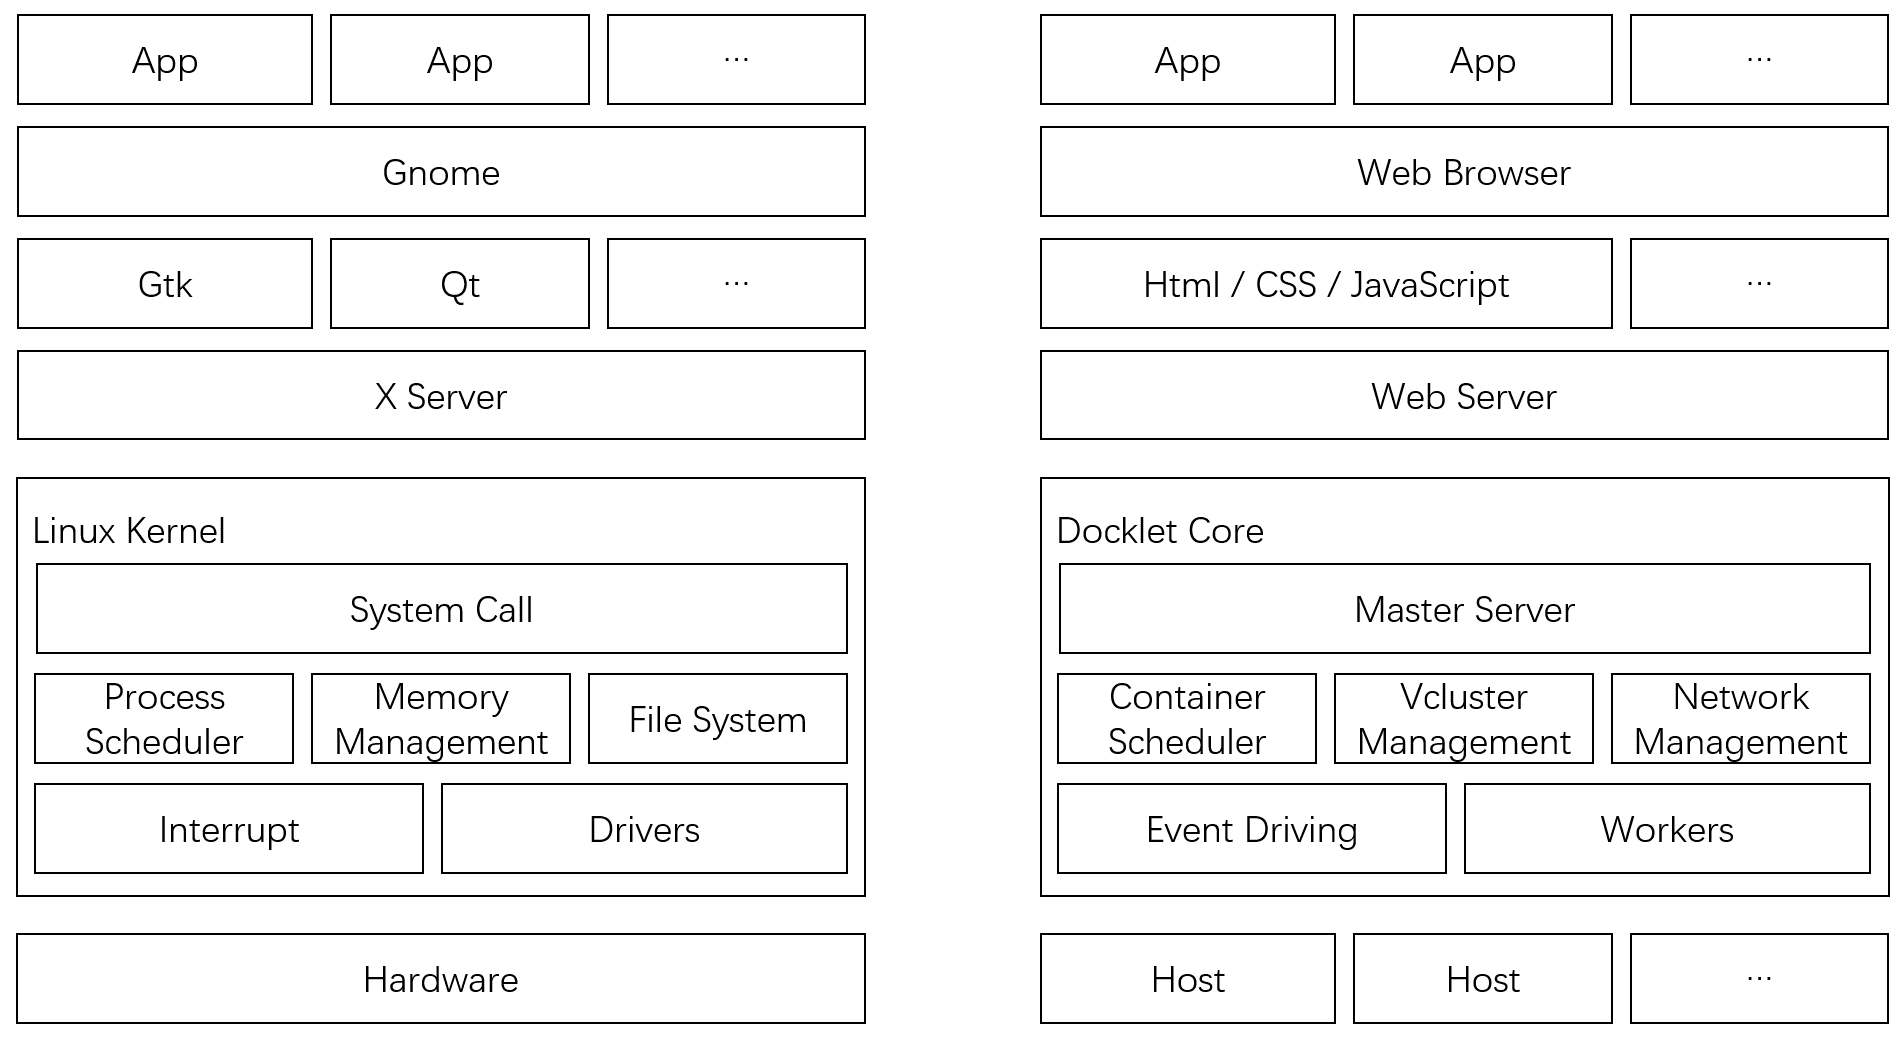 App
App
...
Gnome
Gtk
Qt
...
X Server
Linux Kernel
System Call
Process
Scheduler
Memory
Management
File System
Interrupt
Drivers
Hardware
App
App
...
Web Browser
Html / CSS / JavaScript
...
Web Server
Docklet Core
Master Server
Container
Scheduler
Vcluster
Management
Network
Management
Event Driving
Workers
Host
Host
...